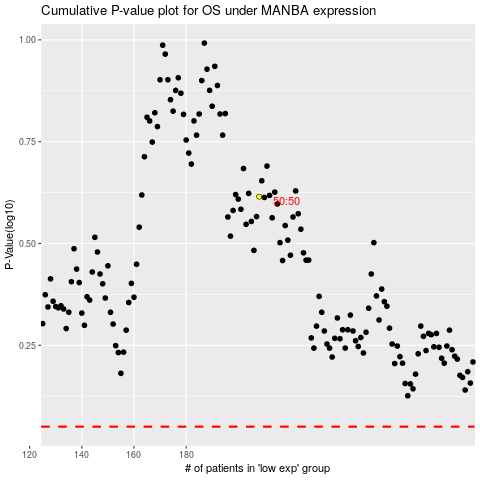 Cumulative P-value plot for OS under MANBA expression
P-Value(log10)
1.00
0.75
0.50
0.25
50:50
120 140 160 180
# of patients in 'low exp' group